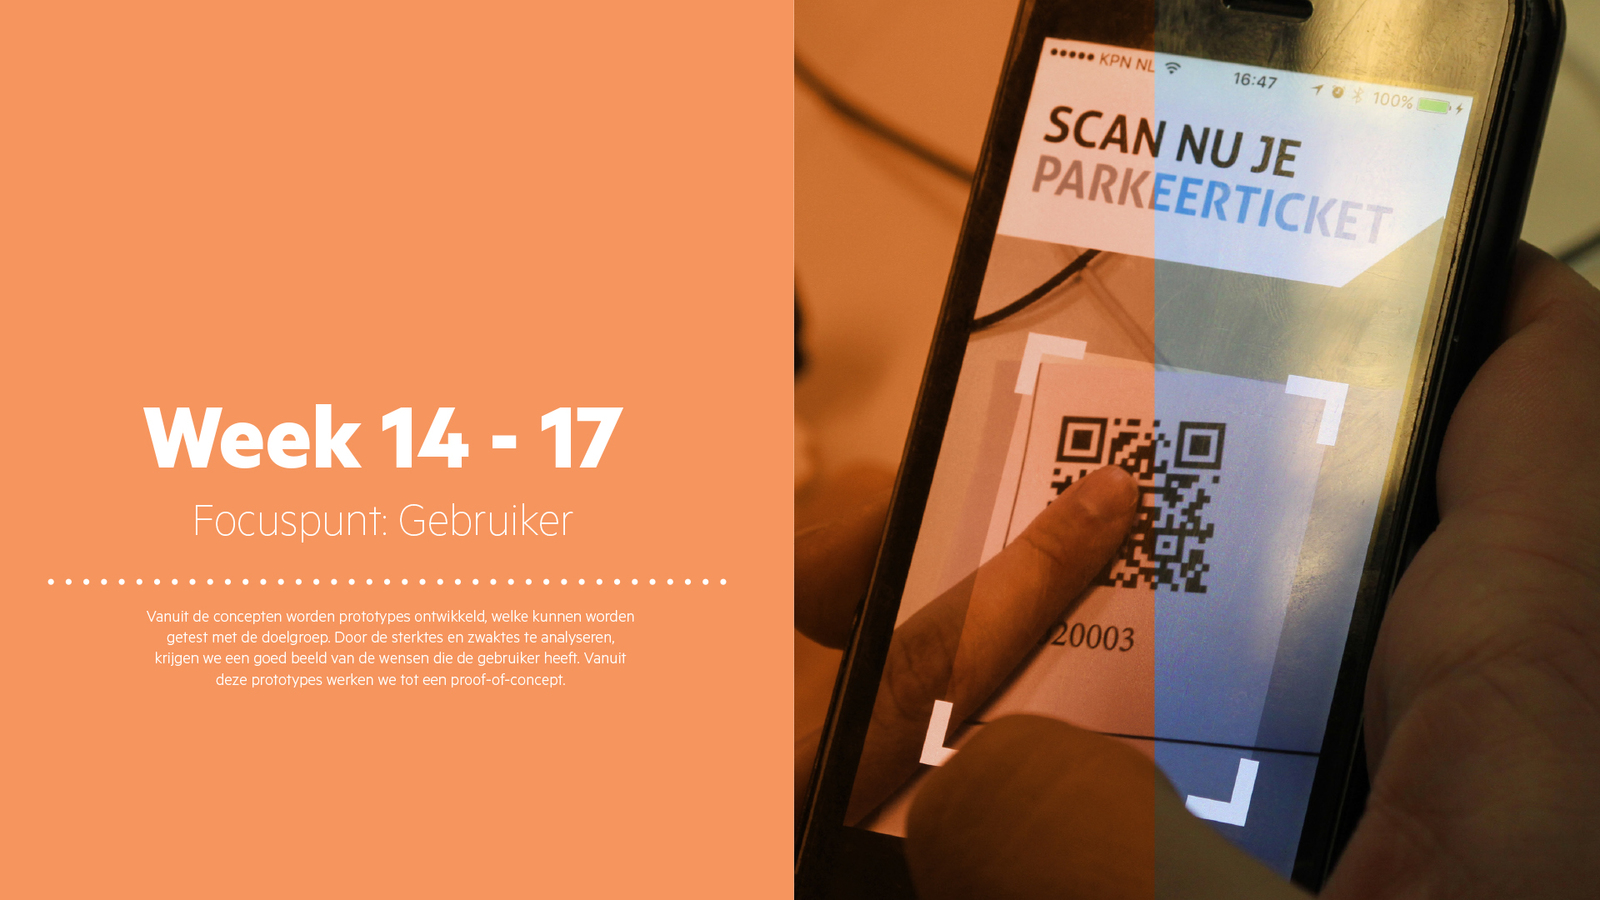 Week 14 - 17
Focuspunt: Gebruiker
Vanuit de concepten worden prototypes ontwikkeld, welke kunnen worden
getest met de doelgroep. Door de sterktes en zwaktes te analyseren,
krijgen we een goed beeld van de wensen die de gebruiker heeft. Vanuit
deze prototypes werken we tot een proof-of-concept.
KPN NL 16:47 100%
SCAN NU JE
PARKEERTICKET
20003